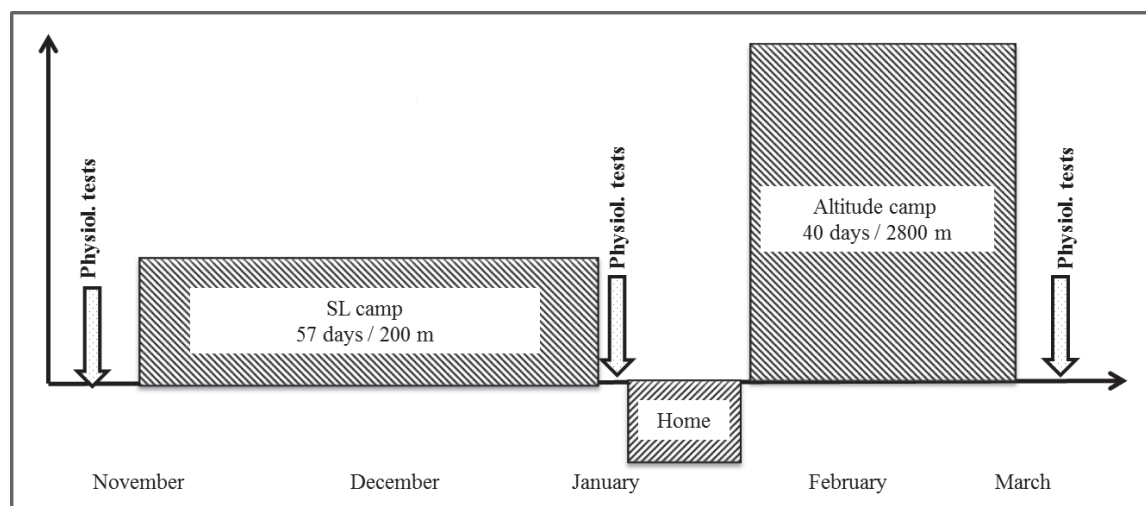 Physiol. tests
SL camp
57 days / 200 m
Physiol. tests
Home
Altitude camp
40 days / 2800 m
Physiol. tests
November December January February March